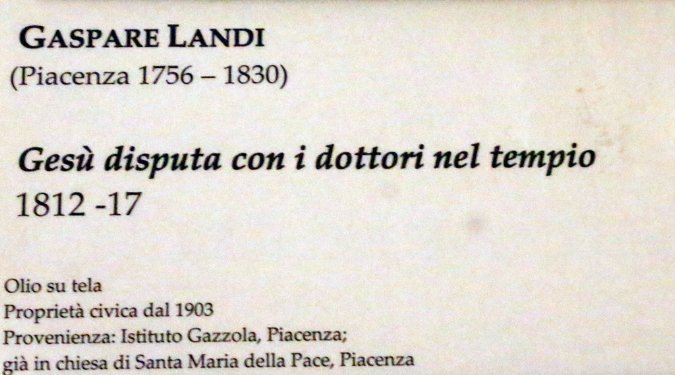 GASPARE LANDI
(Piacenza 1756 – 1830)
Gesù disputa con i dottori nel tempio
1812 -17
Olio su tela
Proprietà civica dal 1903
Provenienza: Istituto Gazzola, Piacenza;
già in chiesa di Santa Maria della Pace, Piacenza